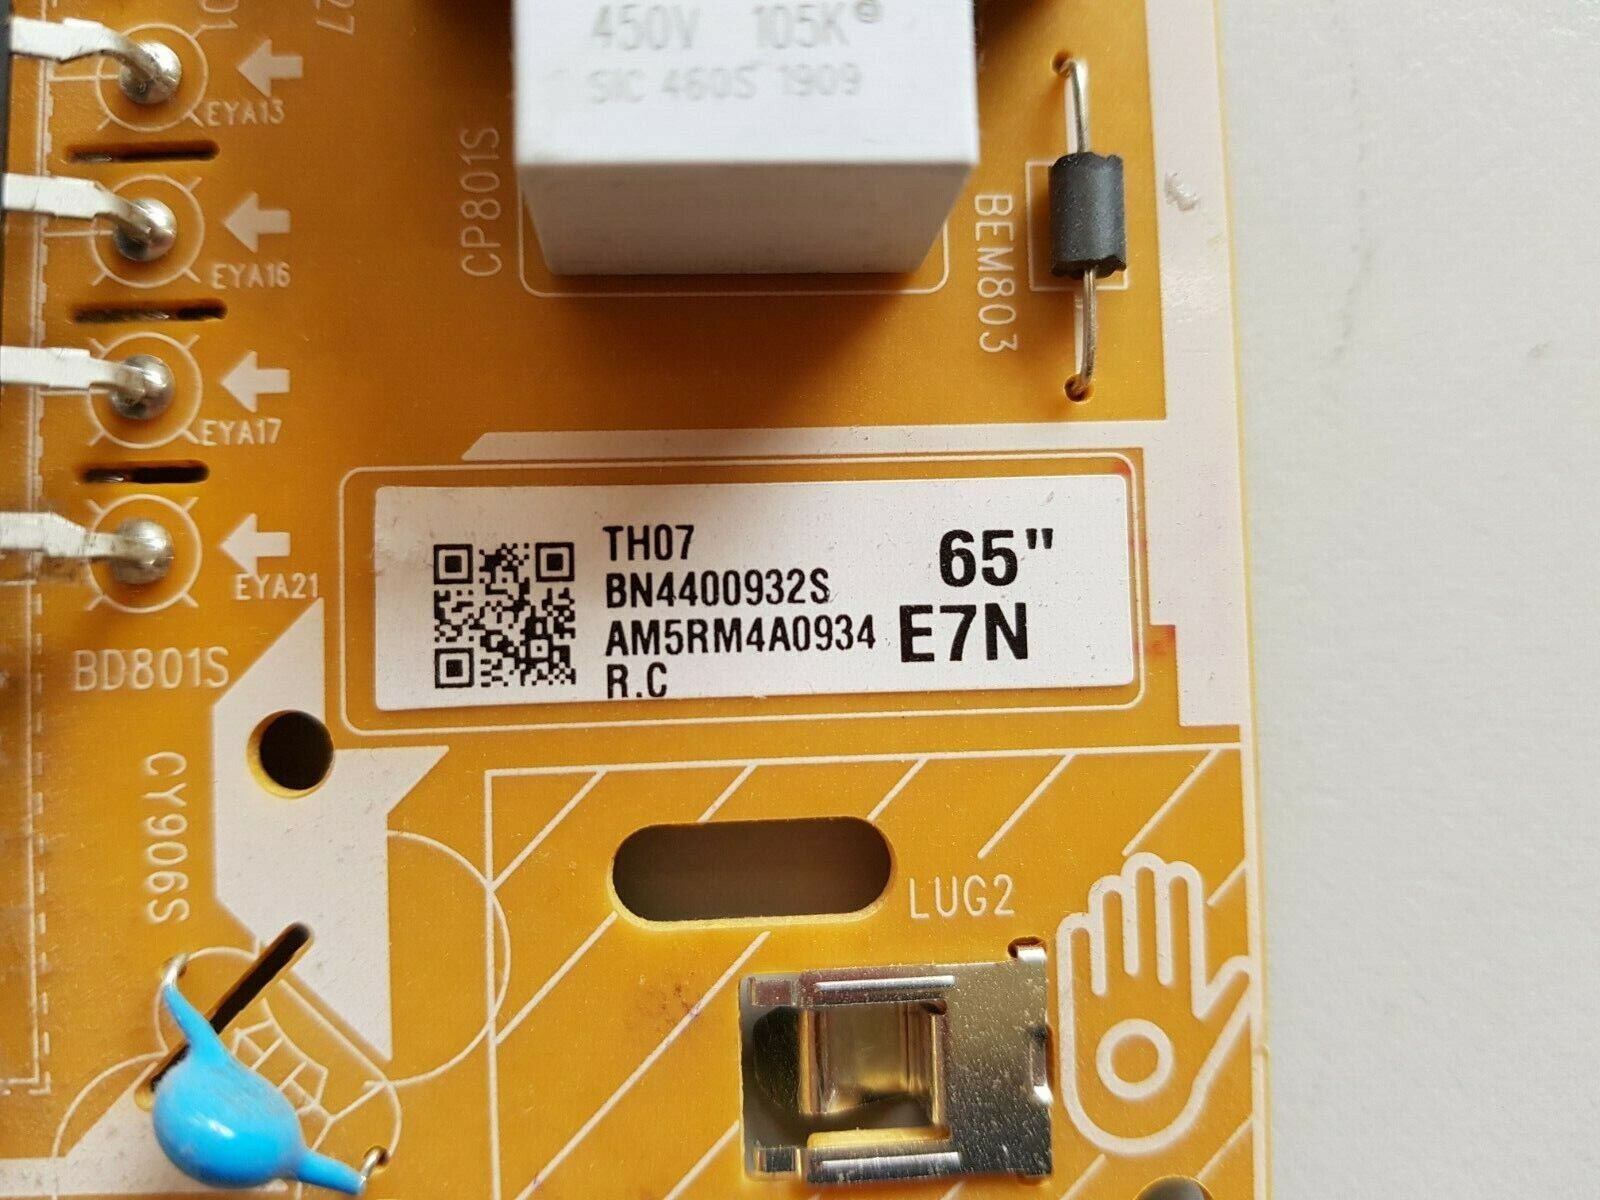 450V 105K
SIC 460S 1909
EYA13
CP801S
BEM803
EYA16
EYA17
EYA21
BD801S
TH07
BN4400932S
AM5RM4A0934
R.C
65"
E7N
CY906S
LUG2